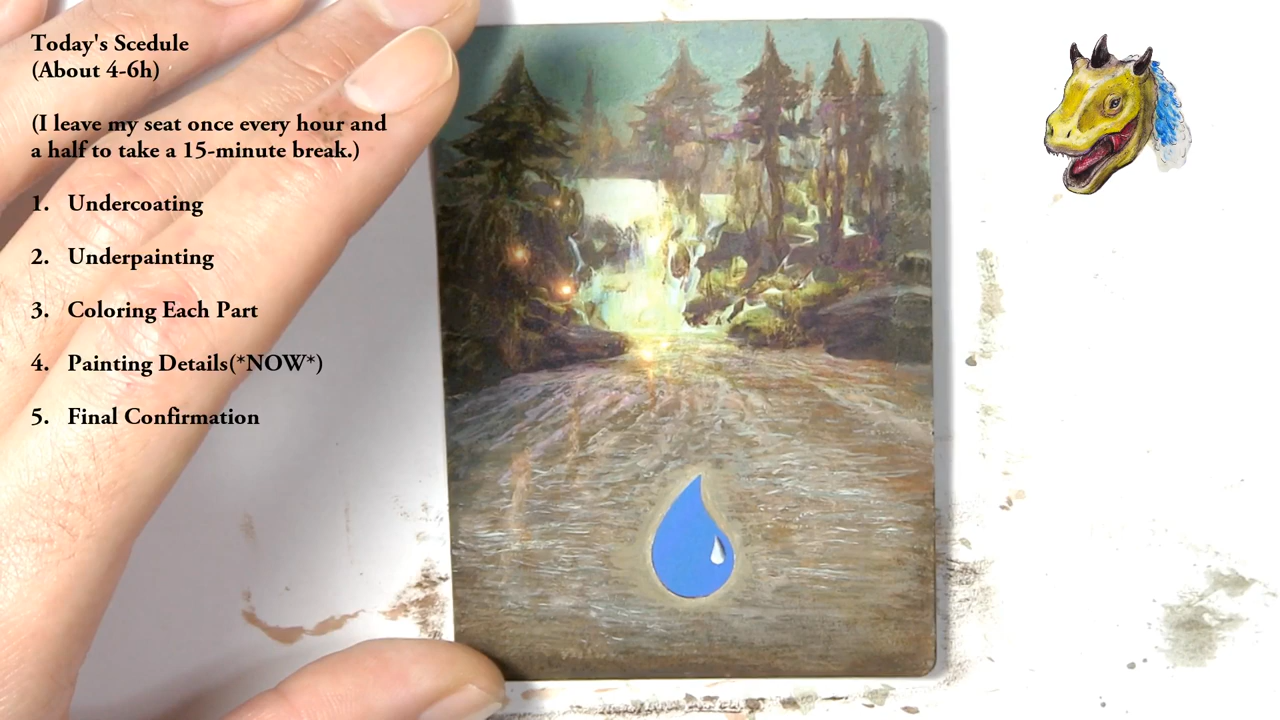 Today's Scedule
(About 4-6h)
(I leave my seat once every hour and
a half to take a 15-minute break.)
1. Undercoating
2. Underpainting
3. Coloring Each Part
4. Painting Details(*NOW*)
5. Final Confirmation